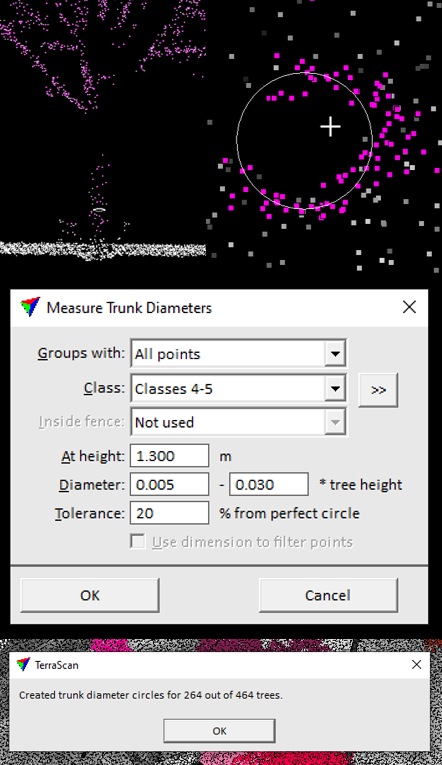 Measure Trunk Diameters
Groups with: All points
Class: Classes 4-5 >>
Inside fence: Not used
At height: 1.300 m
Diameter: 0.005 - 0.030 * tree height
Tolerance: 20 % from perfect circle
Use dimension to filter points
OK Cancel
TerraScan
Created trunk diameter circles for 264 out of 464 trees.
OK